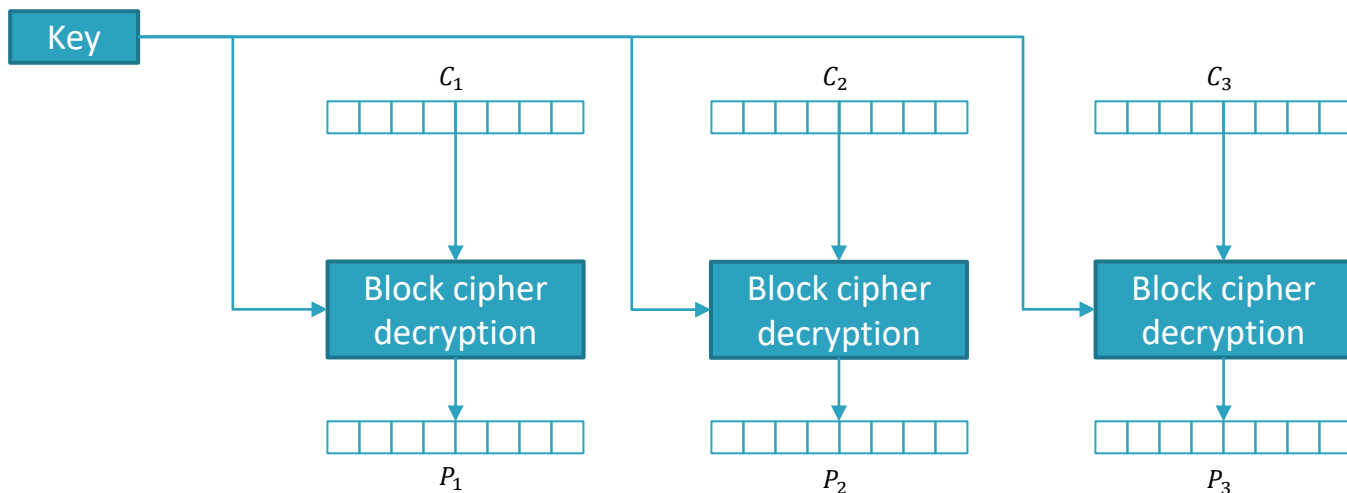 Key
C₁
C₂
C₃
Block cipher
decryption
Block cipher
decryption
Block cipher
decryption
P₁
P₂
P₃